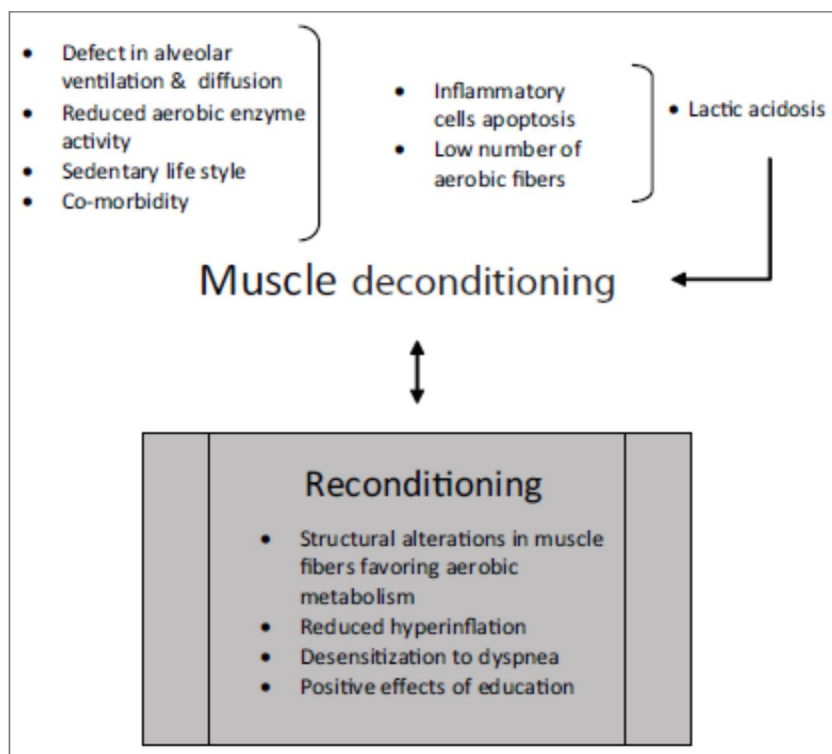 • Defect in alveolar
ventilation & diffusion
• Reduced aerobic enzyme
activity
• Sedentary life style
• Co-morbidity
• Inflammatory
cells apoptosis
• Low number of
aerobic fibers
• Lactic acidosis
Muscle deconditioning
Reconditioning
• Structural alterations in muscle
fibers favoring aerobic
metabolism
• Reduced hyperinflation
• Desensitization to dyspnea
• Positive effects of education